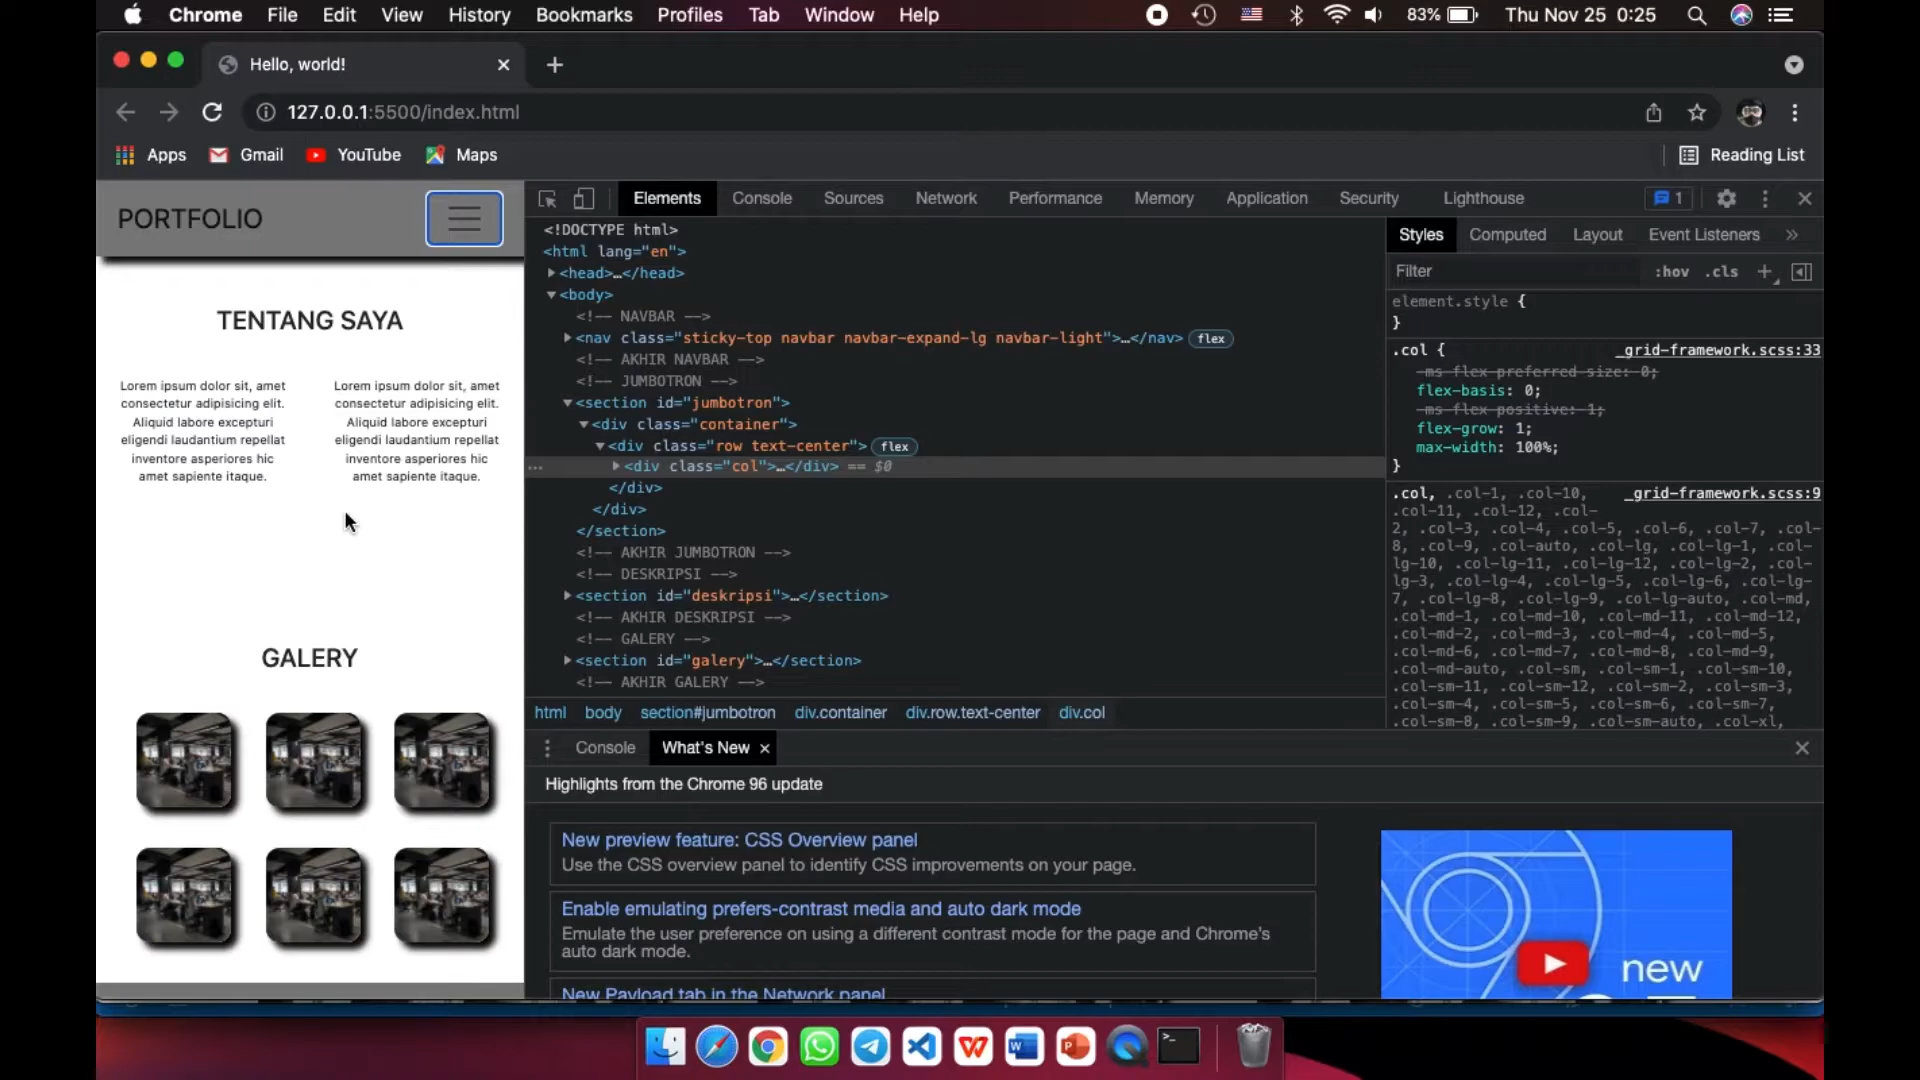 Chrome File Edit View History Bookmarks Profiles Tab Window Help 83% Thu Nov 25 0:25
Hello, world!
127.0.0.1:5500/index.html
Apps Gmail YouTube Maps Reading List
PORTFOLIO
TENTANG SAYA
Lorem ipsum dolor sit, amet
consectetur adipisicing elit.
Aliquid labore excepturi
eligendi laudantium repellat
inventore asperiores hic
amet sapiente itaque.
Lorem ipsum dolor sit, amet
consectetur adipisicing elit.
Aliquid labore excepturi
eligendi laudantium repellat
inventore asperiores hic
amet sapiente itaque.
GALERY
Elements Console Sources Network Performance Memory Application Security Lighthouse 1
<!DOCTYPE html>
<html lang="en">
<head>…</head>
<body>
<!-- NAVBAR -->
<nav class="sticky-top navbar navbar-expand-lg navbar-light">…</nav> flex
<!-- AKHIR NAVBAR -->
<!-- JUMBOTRON -->
<section id="jumbotron">
<div class="container">
<div class="row text-center"> flex
… <div class="col">…</div> == $0
</div>
</div>
</section>
<!-- AKHIR JUMBOTRON -->
<!-- DESKRIPSI -->
<section id="deskripsi">…</section>
<!-- AKHIR DESKRIPSI -->
<!-- GALERY -->
<section id="galery">…</section>
<!-- AKHIR GALERY -->
html body section#jumbotron div.container div.row.text-center div.col
Styles Computed Layout Event Listeners »
Filter :hov .cls +
element.style {
}
.col { _grid-framework.scss:33
-ms-flex-preferred-size: 0;
flex-basis: 0;
-ms-flex-positive: 1;
flex-grow: 1;
max-width: 100%;
}
.col, .col-1, .col-10, _grid-framework.scss:9
.col-11, .col-12, .col-
2, .col-3, .col-4, .col-5, .col-6, .col-7, .col-
8, .col-9, .col-auto, .col-lg, .col-lg-1, .col-
lg-10, .col-lg-11, .col-lg-12, .col-lg-2, .col-
lg-3, .col-lg-4, .col-lg-5, .col-lg-6, .col-lg-
7, .col-lg-8, .col-lg-9, .col-lg-auto, .col-md,
.col-md-1, .col-md-10, .col-md-11, .col-md-12,
.col-md-2, .col-md-3, .col-md-4, .col-md-5,
.col-md-6, .col-md-7, .col-md-8, .col-md-9,
.col-md-auto, .col-sm, .col-sm-1, .col-sm-10,
.col-sm-11, .col-sm-12, .col-sm-2, .col-sm-3,
.col-sm-4, .col-sm-5, .col-sm-6, .col-sm-7,
.col-sm-8, .col-sm-9, .col-sm-auto, .col-xl,
Console What's New
Highlights from the Chrome 96 update
New preview feature: CSS Overview panel
Use the CSS overview panel to identify CSS improvements on your page.
Enable emulating prefers-contrast media and auto dark mode
Emulate the user preference on using a different contrast mode for the page and Chrome's
auto dark mode.
New Payload tab in the Network panel
new